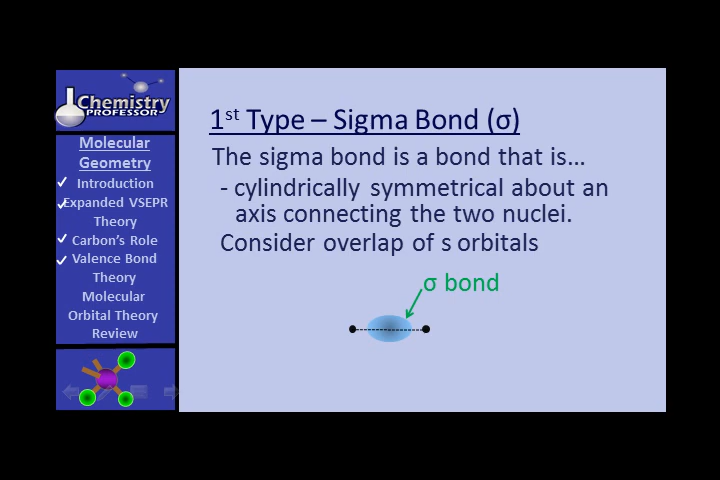 Chemistry
PROFESSOR
Molecular
Geometry
Introduction
Expanded VSEPR
Theory
Carbon's Role
Valence Bond
Theory
Molecular
Orbital Theory
Review
1st Type – Sigma Bond (σ)
The sigma bond is a bond that is…
- cylindrically symmetrical about an
axis connecting the two nuclei.
Consider overlap of s orbitals
σ bond